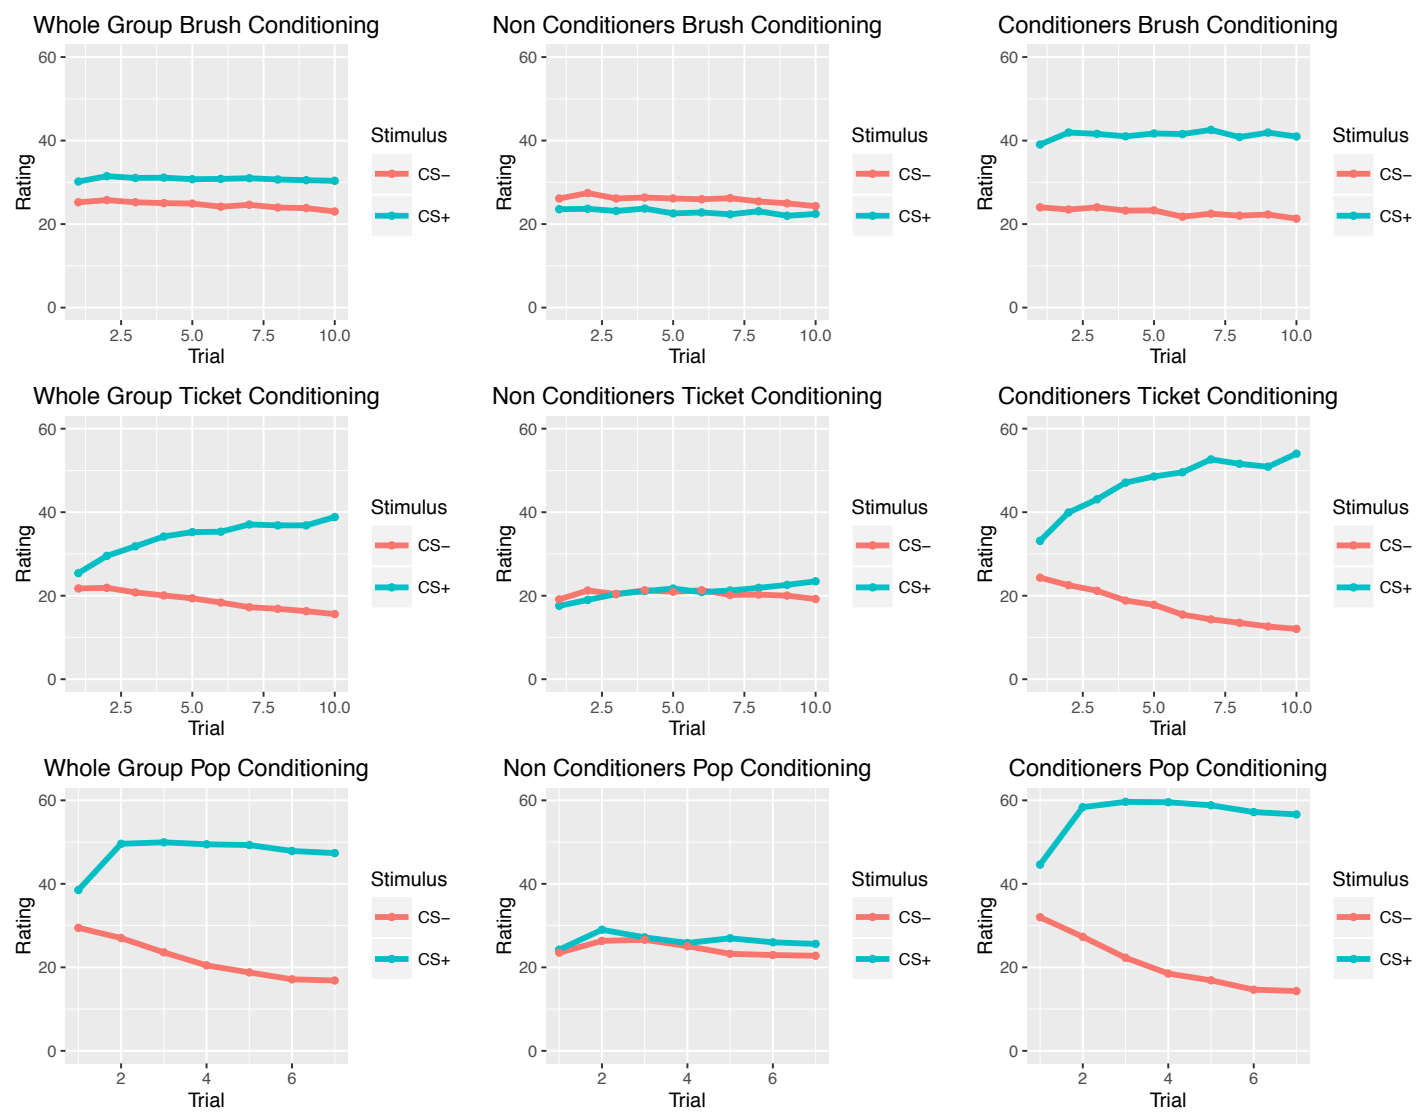 Whole Group Brush Conditioning
60
40
20
0
Rating
2.5 5.0 7.5 10.0
Trial
Stimulus
CS−
CS+
Non Conditioners Brush Conditioning
60
40
20
0
Rating
2.5 5.0 7.5 10.0
Trial
Stimulus
CS−
CS+
Conditioners Brush Conditioning
60
40
20
0
Rating
2.5 5.0 7.5 10.0
Trial
Stimulus
CS−
CS+
Whole Group Ticket Conditioning
60
40
20
0
Rating
2.5 5.0 7.5 10.0
Trial
Stimulus
CS−
CS+
Non Conditioners Ticket Conditioning
60
40
20
0
Rating
2.5 5.0 7.5 10.0
Trial
Stimulus
CS−
CS+
Conditioners Ticket Conditioning
60
40
20
0
Rating
2.5 5.0 7.5 10.0
Trial
Stimulus
CS−
CS+
Whole Group Pop Conditioning
60
40
20
0
Rating
2 4 6
Trial
Stimulus
CS−
CS+
Non Conditioners Pop Conditioning
60
40
20
0
Rating
2 4 6
Trial
Stimulus
CS−
CS+
Conditioners Pop Conditioning
60
40
20
0
Rating
2 4 6
Trial
Stimulus
CS−
CS+